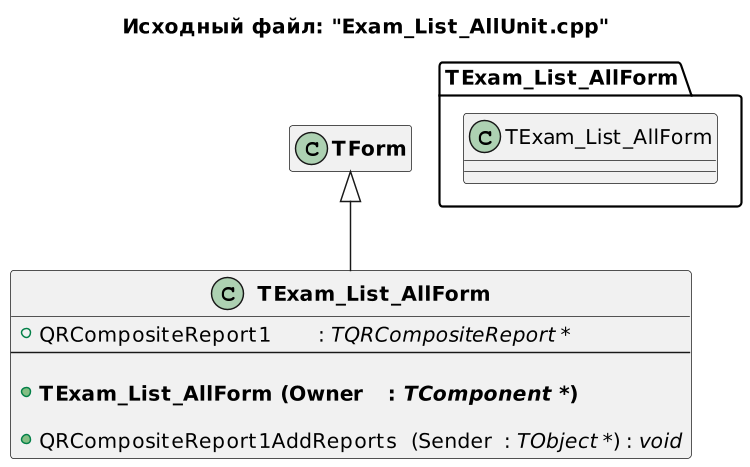 Исходный файл: "Exam_List_AllUnit.cpp"
TExam_List_AllForm
C TExam_List_AllForm
C TForm
C TExam_List_AllForm
QRCompositeReport1 : TQRCompositeReport *
TExam_List_AllForm (Owner : TComponent *)
QRCompositeReport1AddReports (Sender : TObject *) : void